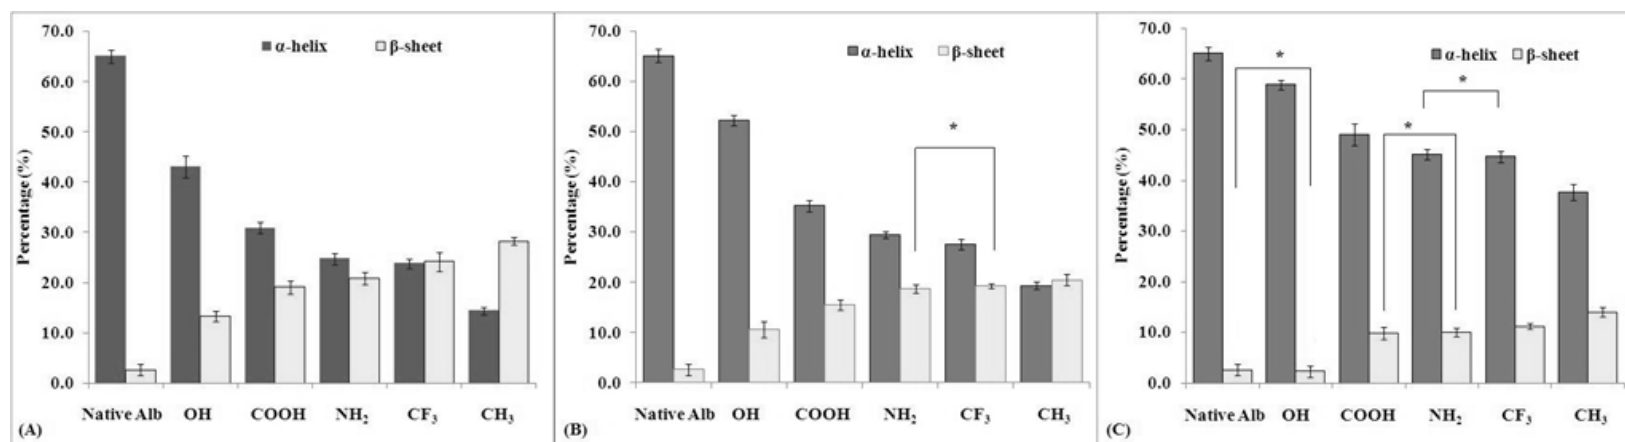 70.0
60.0
50.0
40.0
30.0
20.0
10.0
0.0
Percentage (%)
α-helix β-sheet
Native Alb OH COOH NH₂ CF₃ CH₃
(A)
70.0
60.0
50.0
40.0
30.0
20.0
10.0
0.0
Percentage (%)
α-helix β-sheet
*
Native Alb OH COOH NH₂ CF₃ CH₃
(B)
70.0
60.0
50.0
40.0
30.0
20.0
10.0
0.0
Percentage (%)
α-helix β-sheet
*
*
*
Native Alb OH COOH NH₂ CF₃ CH₃
(C)